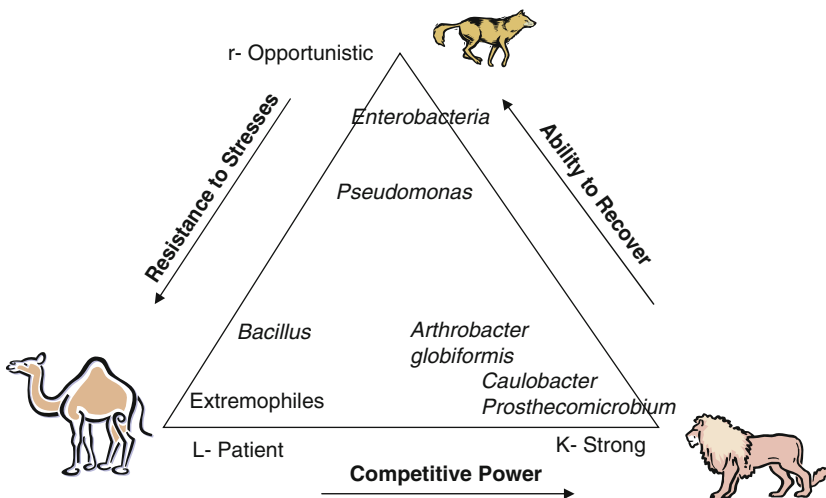 r- Opportunistic
Enterobacteria
Resistance to Stresses
Ability to Recover
Pseudomonas
Bacillus
Arthrobacter
globiformis
Caulobacter
Extremophiles
Prosthecomicrobium
L- Patient
K- Strong
Competitive Power